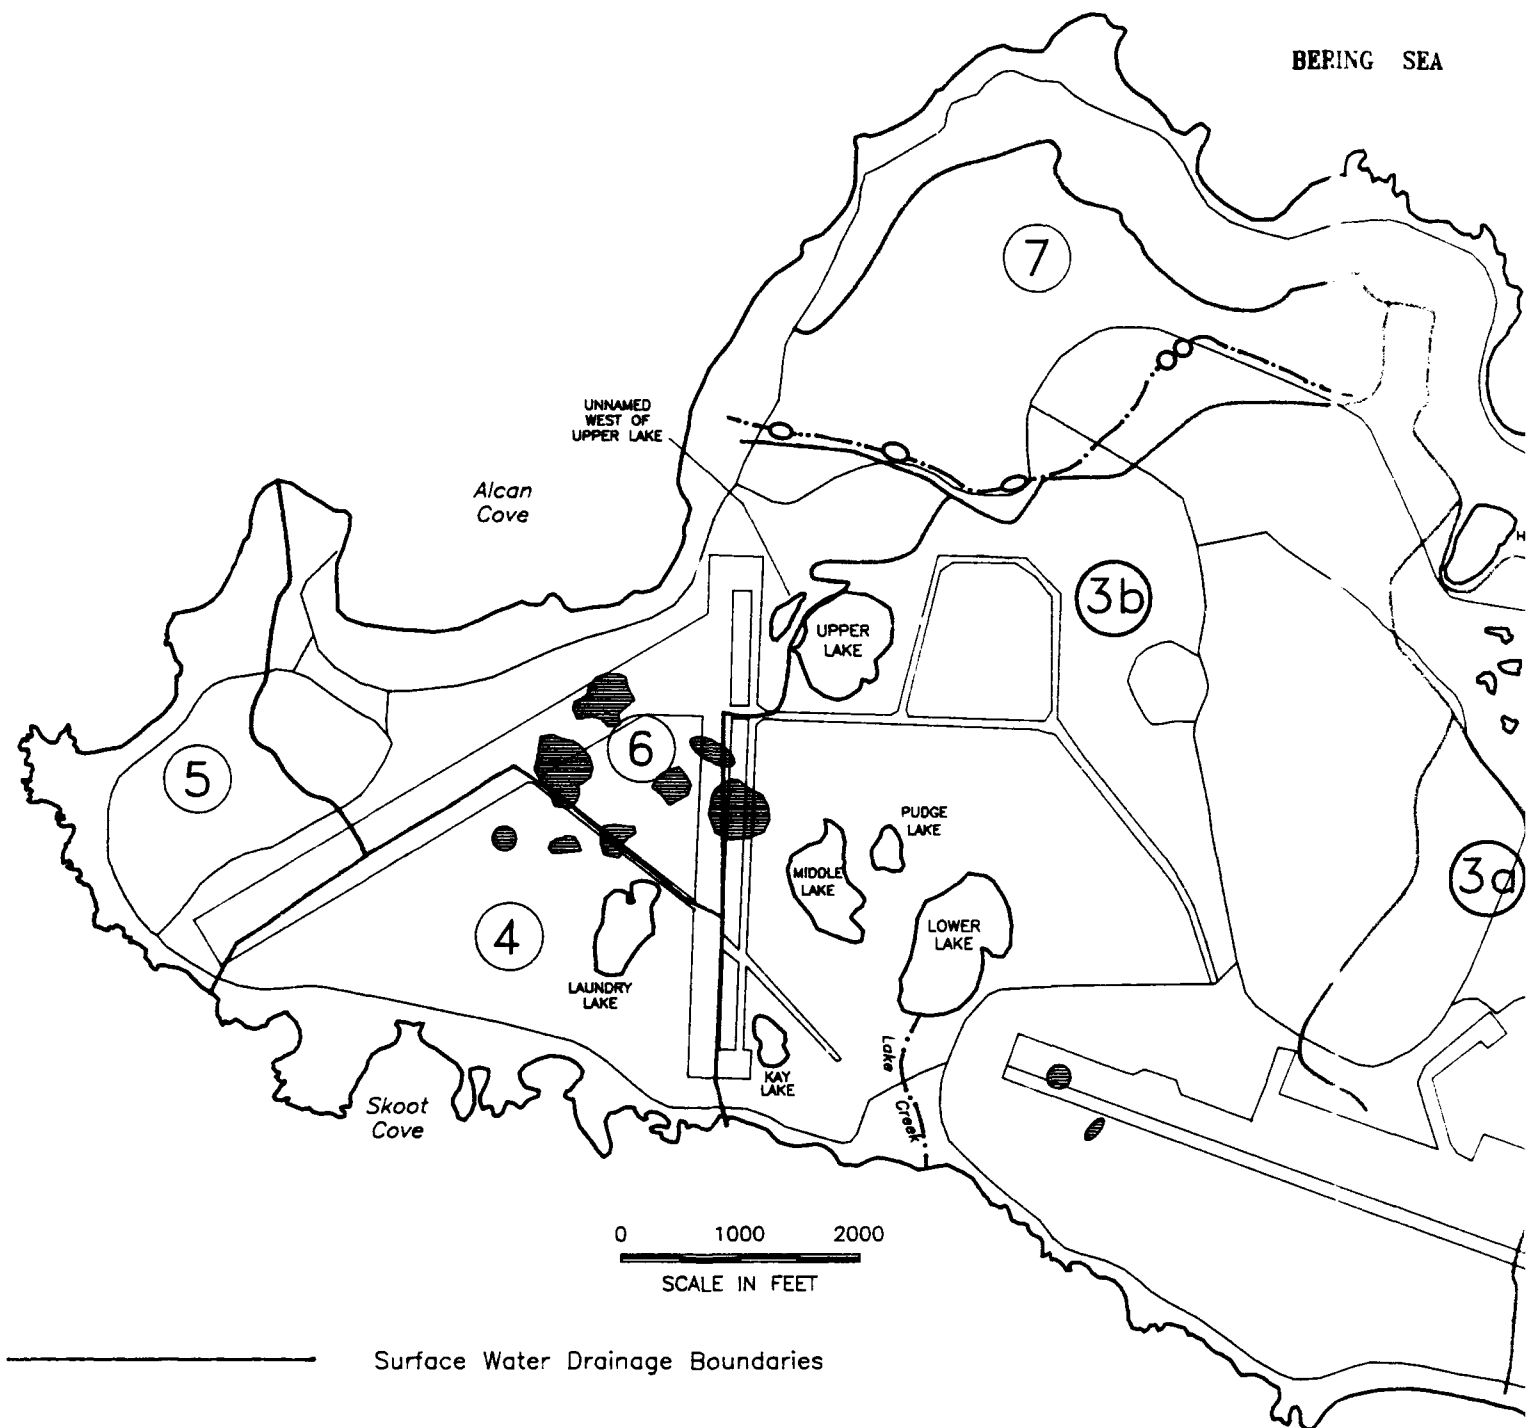 BERING SEA
7
UNNAMED
WEST OF
UPPER LAKE
Alcan
Cove
3b
UPPER
LAKE
6
5
PUDGE
LAKE
MIDDLE
LAKE
3a
4
LOWER
LAKE
LAUNDRY
LAKE
KAY
LAKE
Lake
Creek
Skoot
Cove
0 1000 2000
SCALE IN FEET
Surface Water Drainage Boundaries